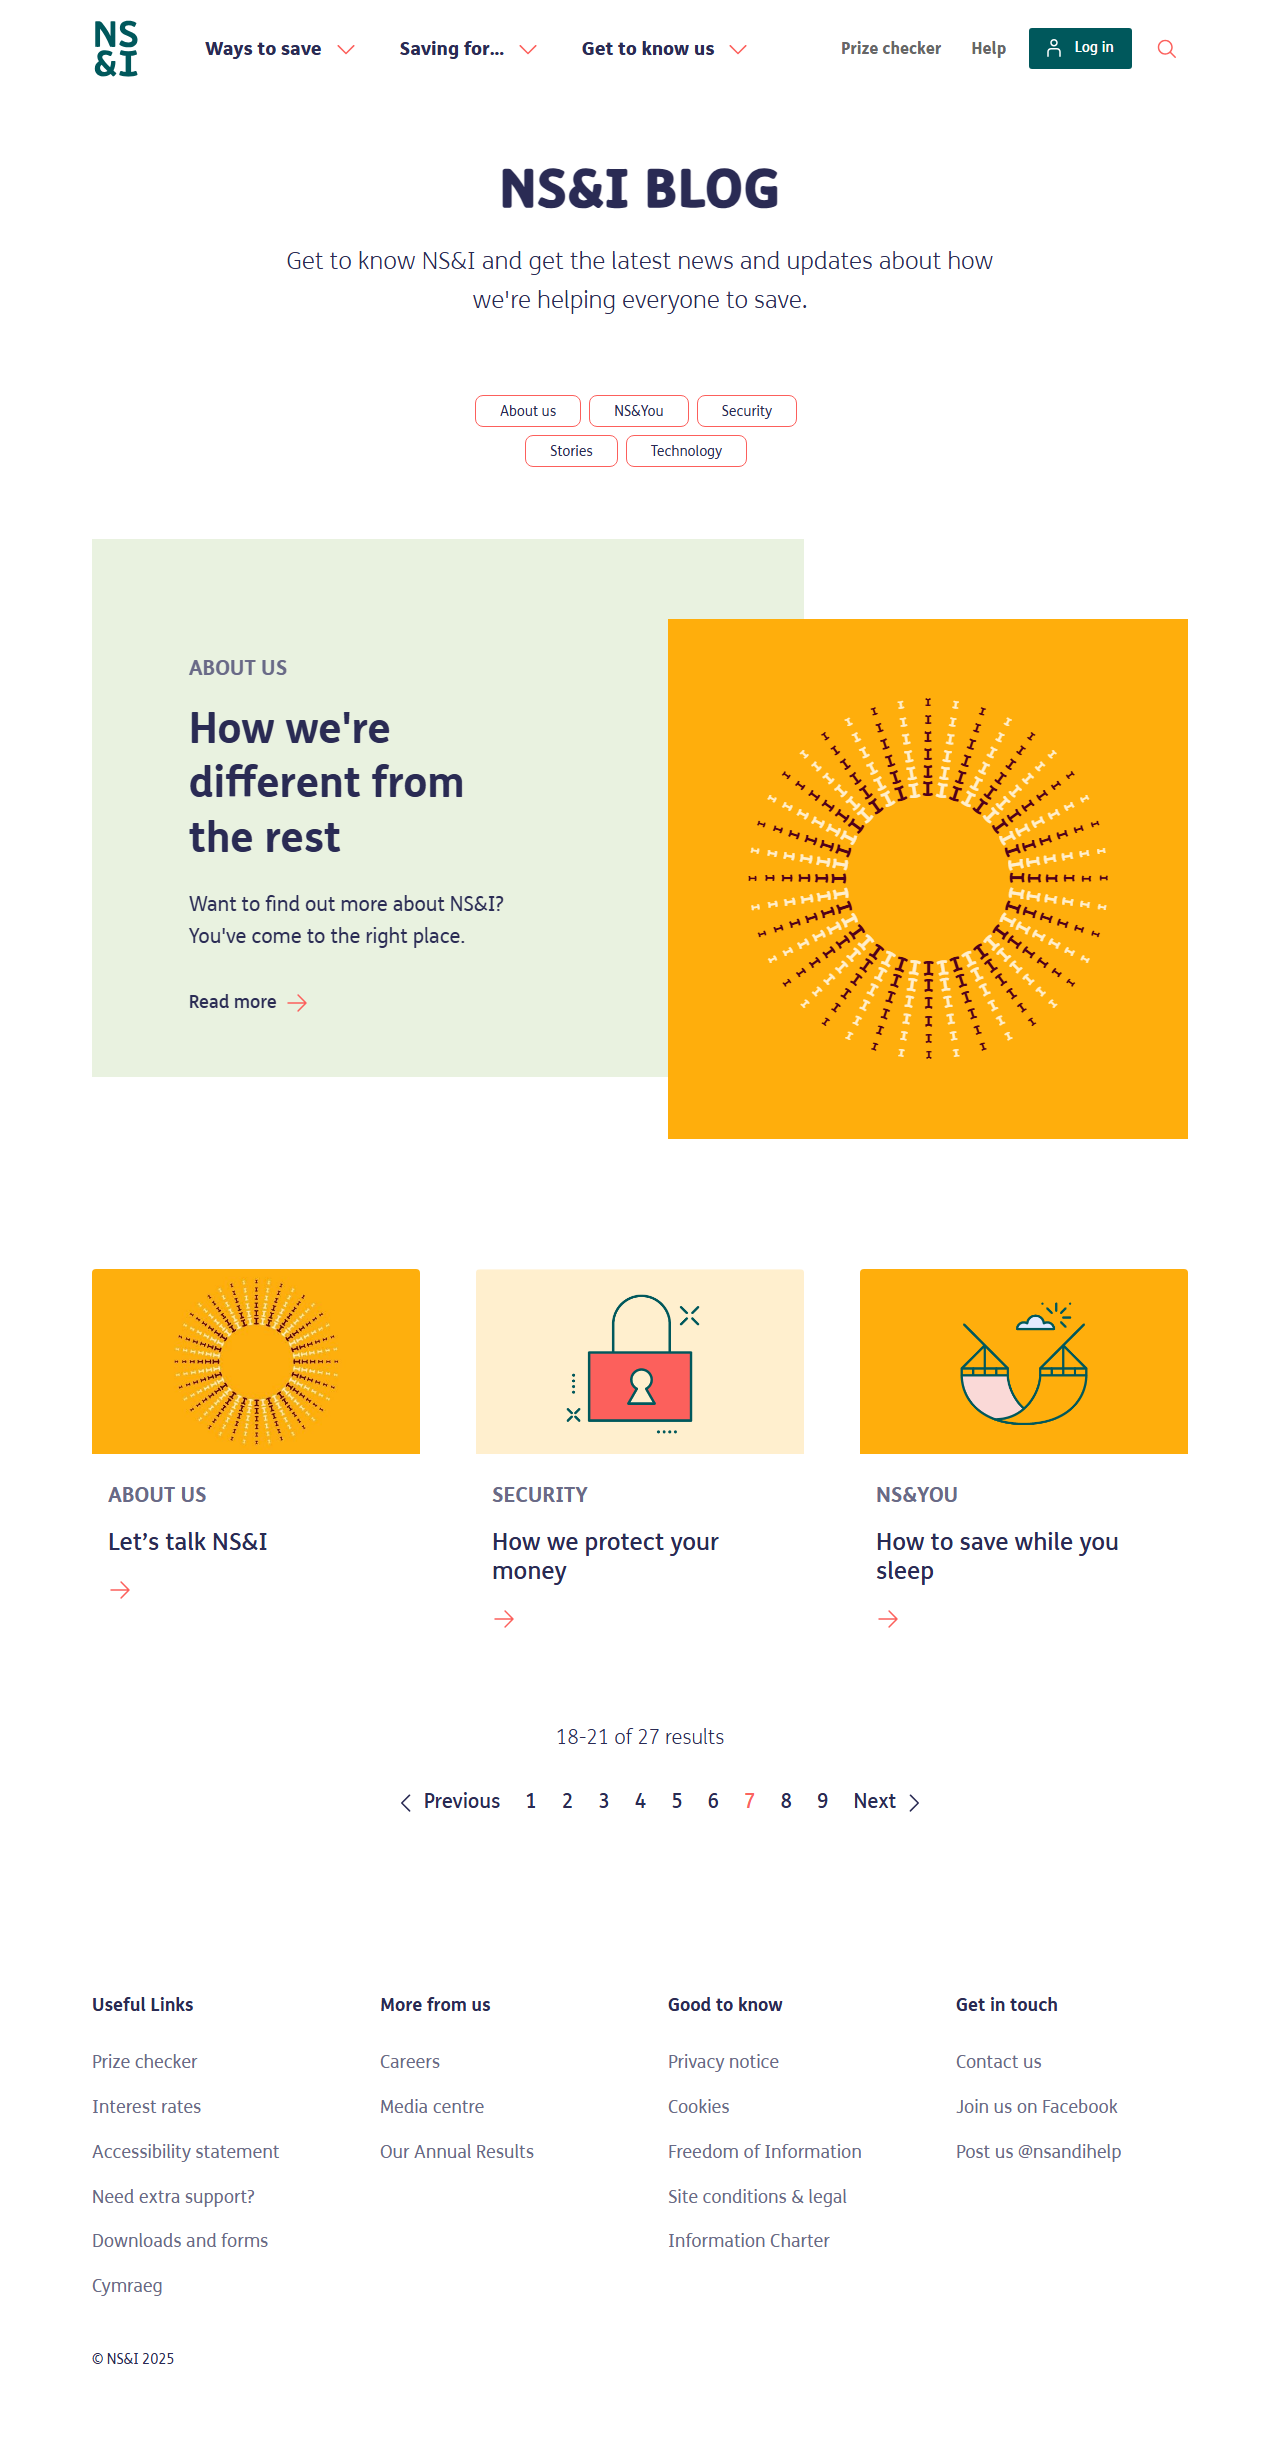 NS
&I
Ways to save
Saving for...
Get to know us
Prize checker
Help
Log in
NS&I BLOG
Get to know NS&I and get the latest news and updates about how
we're helping everyone to save.
About us
NS&You
Security
Stories
Technology
ABOUT US
How we're
different from
the rest
Want to find out more about NS&I?
You've come to the right place.
Read more
ABOUT US
Let’s talk NS&I
SECURITY
How we protect your
money
NS&YOU
How to save while you
sleep
18-21 of 27 results
Previous 1 2 3 4 5 6 7 8 9 Next
Useful Links
Prize checker
Interest rates
Accessibility statement
Need extra support?
Downloads and forms
Cymraeg
More from us
Careers
Media centre
Our Annual Results
Good to know
Privacy notice
Cookies
Freedom of Information
Site conditions & legal
Information Charter
Get in touch
Contact us
Join us on Facebook
Post us @nsandihelp
© NS&I 2025